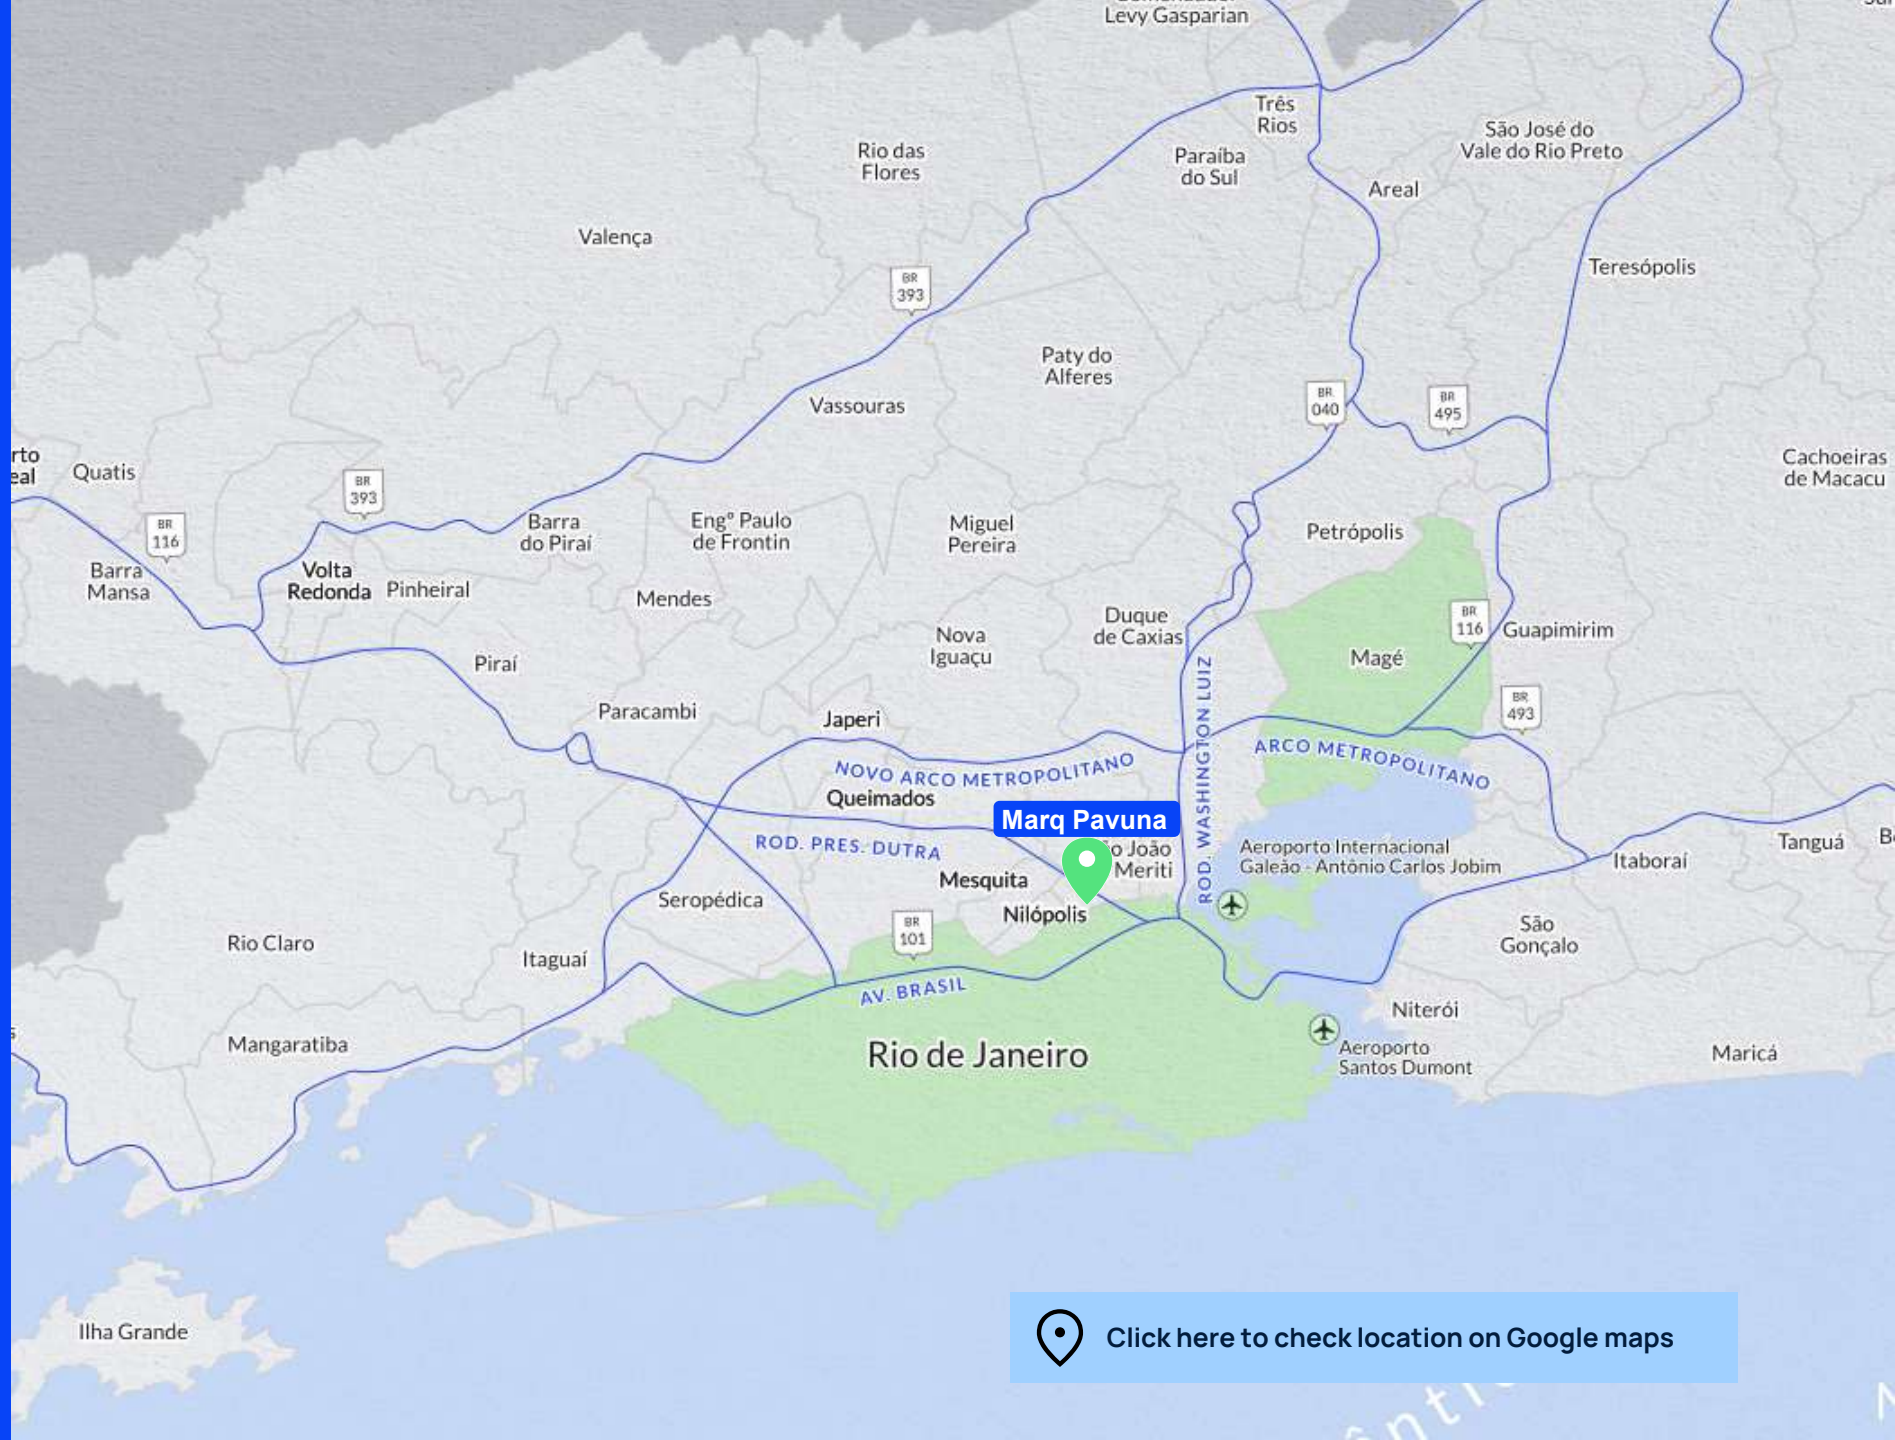 Levy Gasparian
Três
Rios
São José do
Vale do Rio Preto
Rio das
Flores
Paraíba
do Sul
Areal
Valença
Teresópolis
BR
393
Paty do
Alferes
BR
040
BR
495
Vassouras
Quatis
Cachoeiras
de Macacu
BR
393
BR
116
Barra
do Piraí
Engº Paulo
de Frontin
Miguel
Pereira
Petrópolis
Barra
Mansa
Volta
Redonda
Pinheiral
Mendes
Duque
de Caxias
BR
116
Guapimirim
Nova
Iguaçu
Magé
Piraí
Paracambi
Japeri
BR
493
ROD. WASHINGTON LUIZ
NOVO ARCO METROPOLITANO
ARCO METROPOLITANO
Queimados
Marq Pavuna
ROD. PRES. DUTRA
João
Meriti
Aeroporto Internacional
Galeão - Antônio Carlos Jobim
Itaboraí
Tanguá
Mesquita
Seropédica
Nilópolis
BR
101
São
Gonçalo
Rio Claro
Itaguaí
AV. BRASIL
Niterói
Mangaratiba
Rio de Janeiro
Aeroporto
Santos Dumont
Maricá
Ilha Grande
Click here to check location on Google maps